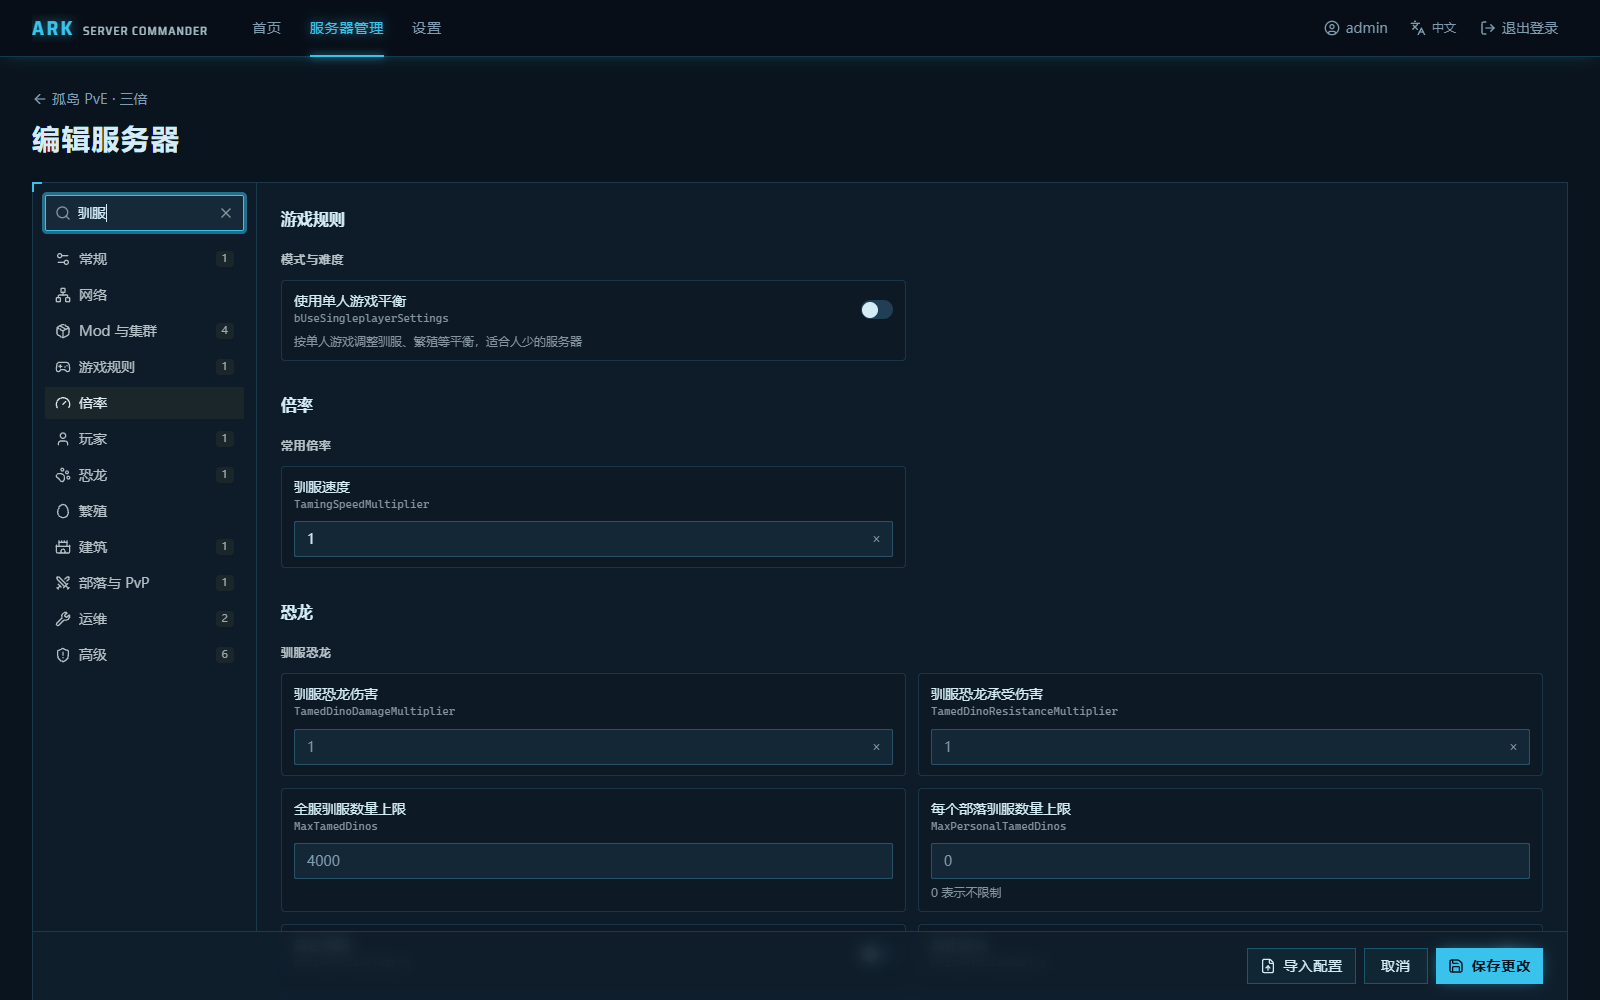 ARK SERVER COMMANDER 首页 服务器管理 设置 admin 中文 退出登录
孤岛 PvE · 三倍
编辑服务器
驯服
常规 1
网络
Mod 与集群 4
游戏规则 1
倍率
玩家 1
恐龙 1
繁殖
建筑 1
部落与 PvP 1
运维 2
高级 6
游戏规则
模式与难度
使用单人游戏平衡
bUseSingleplayerSettings
按单人游戏调整驯服、繁殖等平衡，适合人少的服务器
倍率
常用倍率
驯服速度
TamingSpeedMultiplier
1 ×
恐龙
驯服恐龙
驯服恐龙伤害
TamedDinoDamageMultiplier
1 ×
驯服恐龙承受伤害
TamedDinoResistanceMultiplier
1 ×
全服驯服数量上限
MaxTamedDinos
4000
每个部落驯服数量上限
MaxPersonalTamedDinos
0
0 表示不限制
导入配置 取消 保存更改